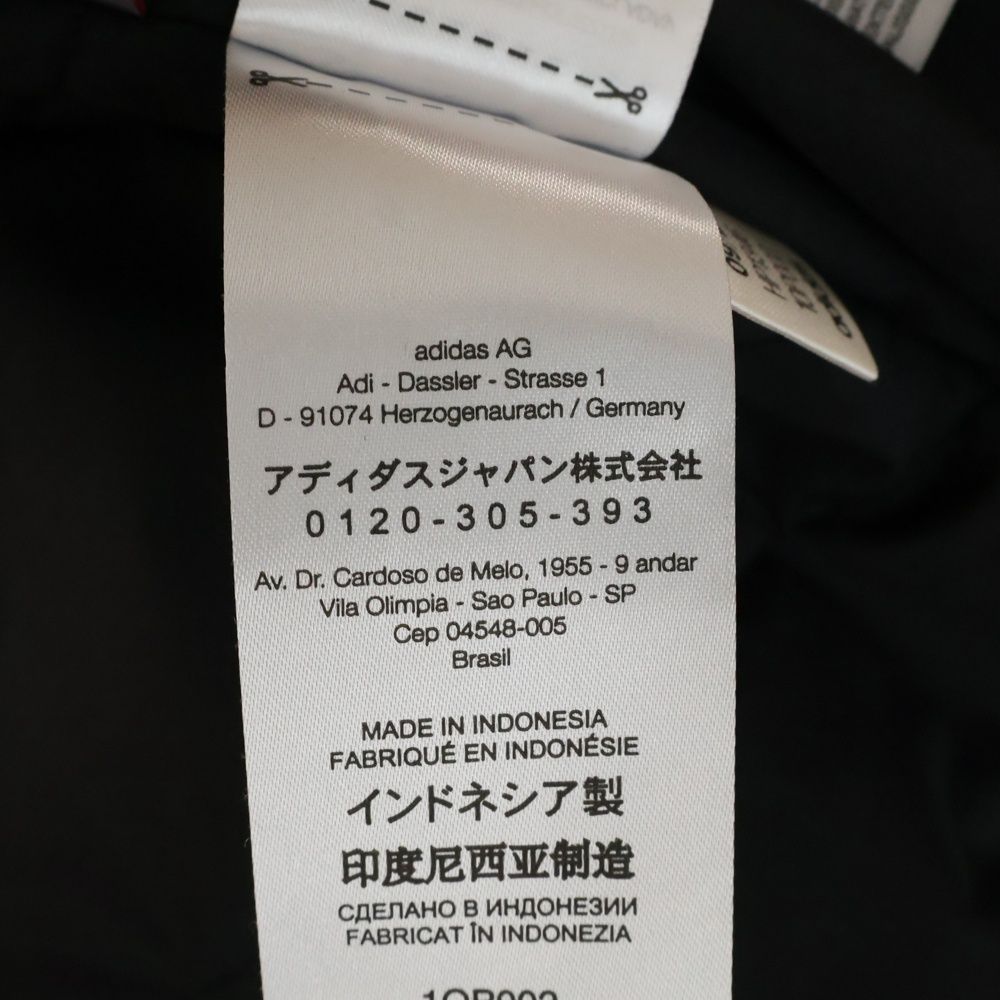 adidas AG
Adi - Dassler - Strasse 1
D - 91074 Herzogenaurach / Germany
アディダスジャパン株式会社
0120-305-393
Av. Dr. Cardoso de Melo, 1955 - 9 andar
Vila Olimpia - Sao Paulo - SP
Cep 04548-005
Brasil
MADE IN INDONESIA
FABRIQUÉ EN INDONÉSIE
インドネシア製
印度尼西亚制造
СДЕЛАНО В ИНДОНЕЗИИ
FABRICAT ÎN INDONEZIA